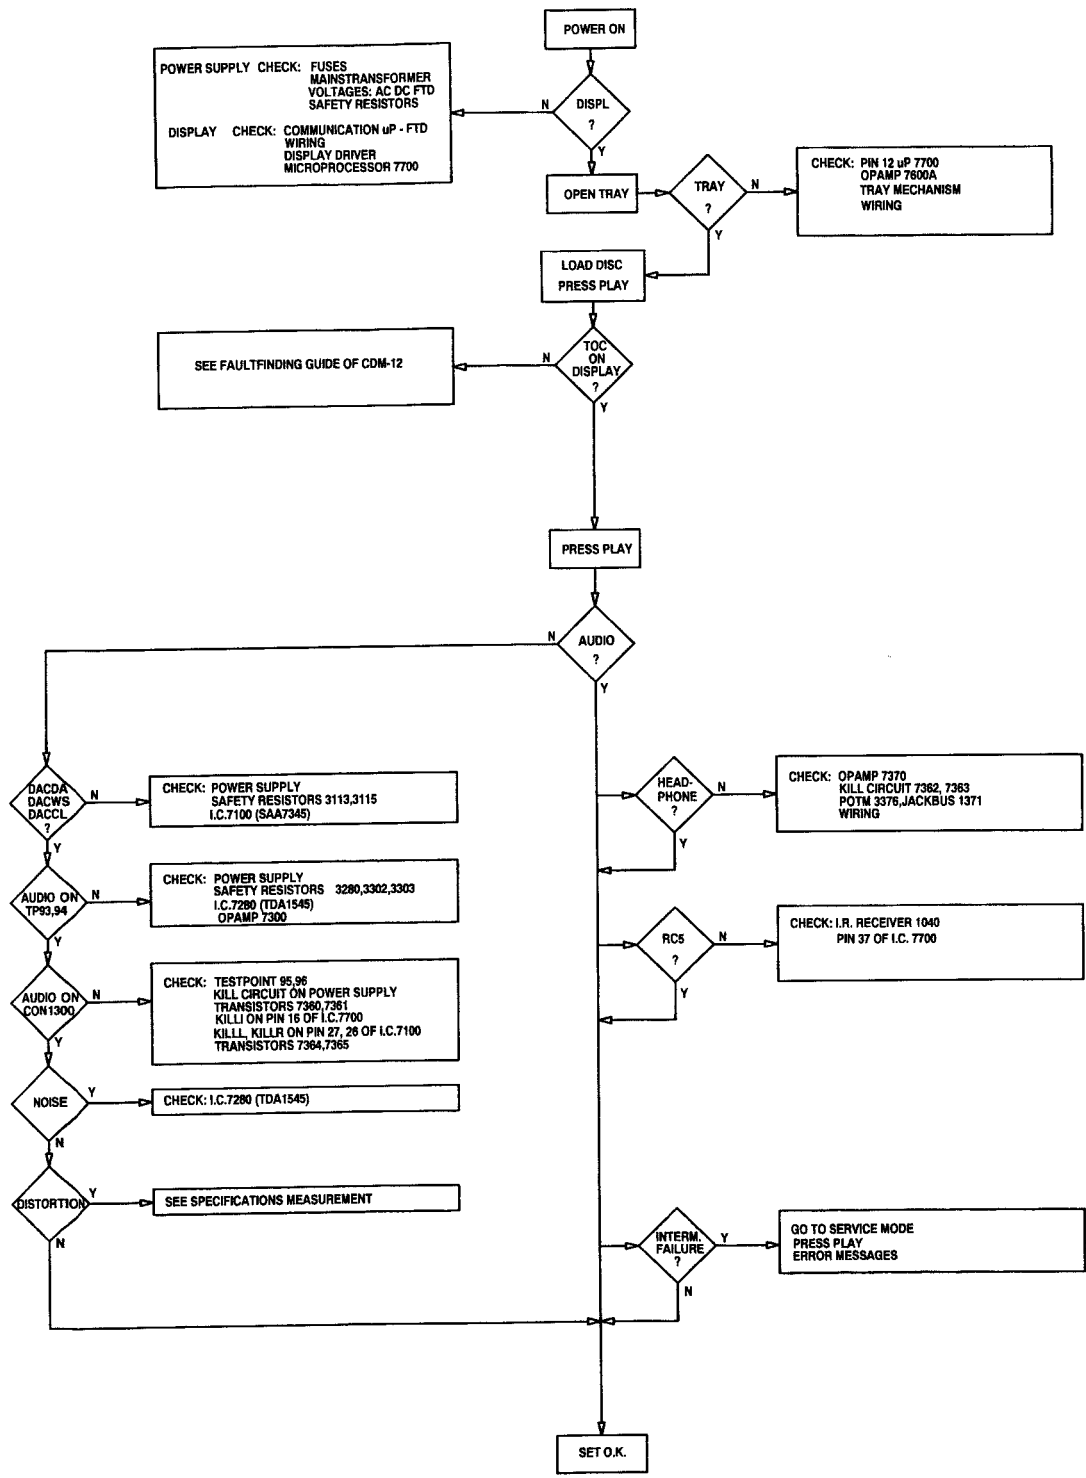 POWER ON
POWER SUPPLY CHECK: FUSES
MAINSTRANSFORMER
VOLTAGES: AC DC FTD
SAFETY RESISTORS
DISPLAY CHECK: COMMUNICATION uP - FTD
WIRING
DISPLAY DRIVER
MICROPROCESSOR 7700
N
DISPL
?
Y
OPEN TRAY
TRAY
?
N
Y
CHECK: PIN 12 uP 7700
OPAMP 7600A
TRAY MECHANISM
WIRING
LOAD DISC
PRESS PLAY
SEE FAULTFINDING GUIDE OF CDM-12
N
TOC
ON
DISPLAY
?
Y
PRESS PLAY
N
AUDIO
?
Y
DACDA
DACWS
DACCL
?
N
Y
CHECK: POWER SUPPLY
SAFETY RESISTORS 3113,3115
I.C.7100 (SAA7345)
HEAD-
PHONE
?
N
Y
CHECK: OPAMP 7370
KILL CIRCUIT 7362, 7363
POTM 3376,JACKBUS 1371
WIRING
AUDIO ON
TP93,94
N
Y
CHECK: POWER SUPPLY
SAFETY RESISTORS 3280,3302,3303
I.C.7280 (TDA1545)
OPAMP 7300
RC5
?
N
Y
CHECK: I.R. RECEIVER 1040
PIN 37 OF I.C. 7700
AUDIO ON
CON1300
N
Y
CHECK: TESTPOINT 95,96
KILL CIRCUIT ON POWER SUPPLY
TRANSISTORS 7360,7361
KILLI ON PIN 16 OF I.C.7700
KILLL, KILLR ON PIN 27, 26 OF I.C.7100
TRANSISTORS 7364,7365
NOISE
Y
N
CHECK: I.C.7280 (TDA1545)
DISTORTION
Y
N
SEE SPECIFICATIONS MEASUREMENT
INTERM.
FAILURE
?
Y
N
GO TO SERVICE MODE
PRESS PLAY
ERROR MESSAGES
SET O.K.